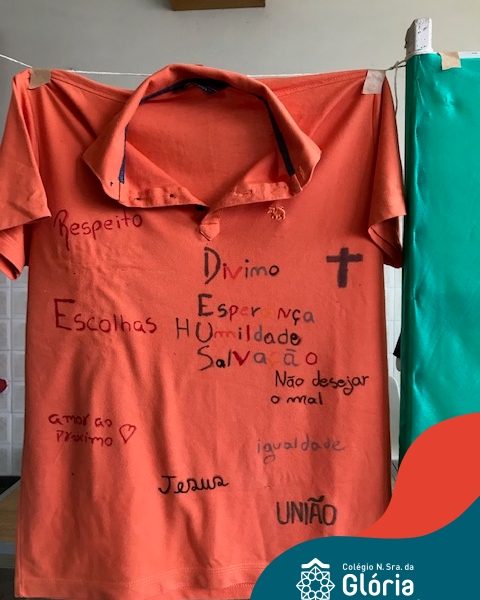 Respeito
Divino
Esperança
Escolhas
HUmildade
Salvação
Não desejar
o mal
amor ao
próximo
igualdade
Jesus
UNIÃO
Colégio N. Sra. da
Glória